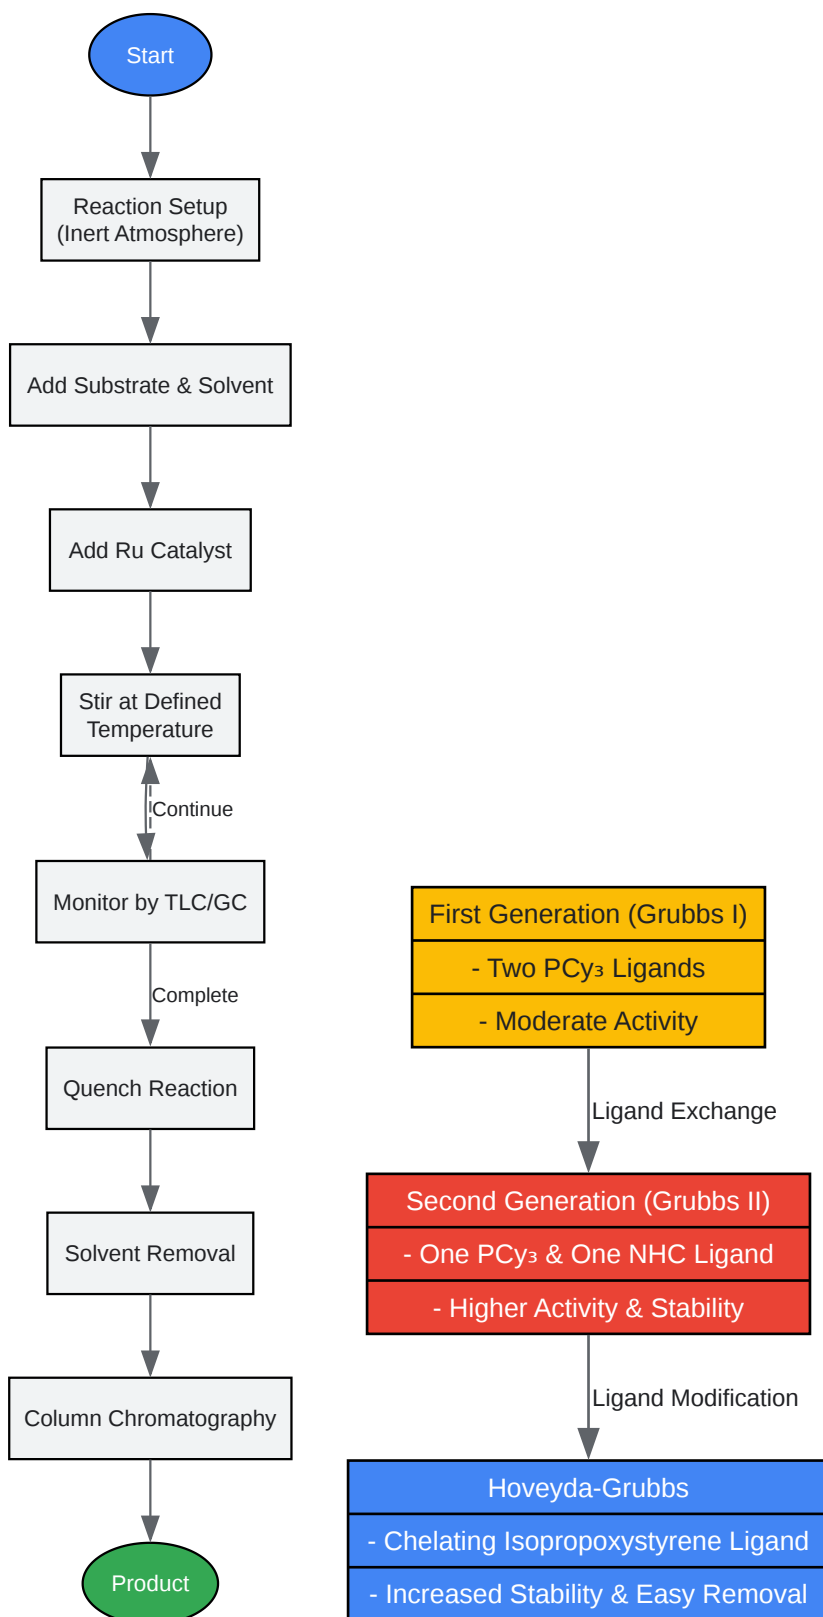 Start
Reaction Setup
(Inert Atmosphere)
Add Substrate & Solvent
Add Ru Catalyst
Stir at Defined
Temperature
Continue
Monitor by TLC/GC
Complete
Quench Reaction
Solvent Removal
Column Chromatography
Product
First Generation (Grubbs I)
- Two PCy₃ Ligands
- Moderate Activity
Ligand Exchange
Second Generation (Grubbs II)
- One PCy₃ & One NHC Ligand
- Higher Activity & Stability
Ligand Modification
Hoveyda-Grubbs
- Chelating Isopropoxystyrene Ligand
- Increased Stability & Easy Removal